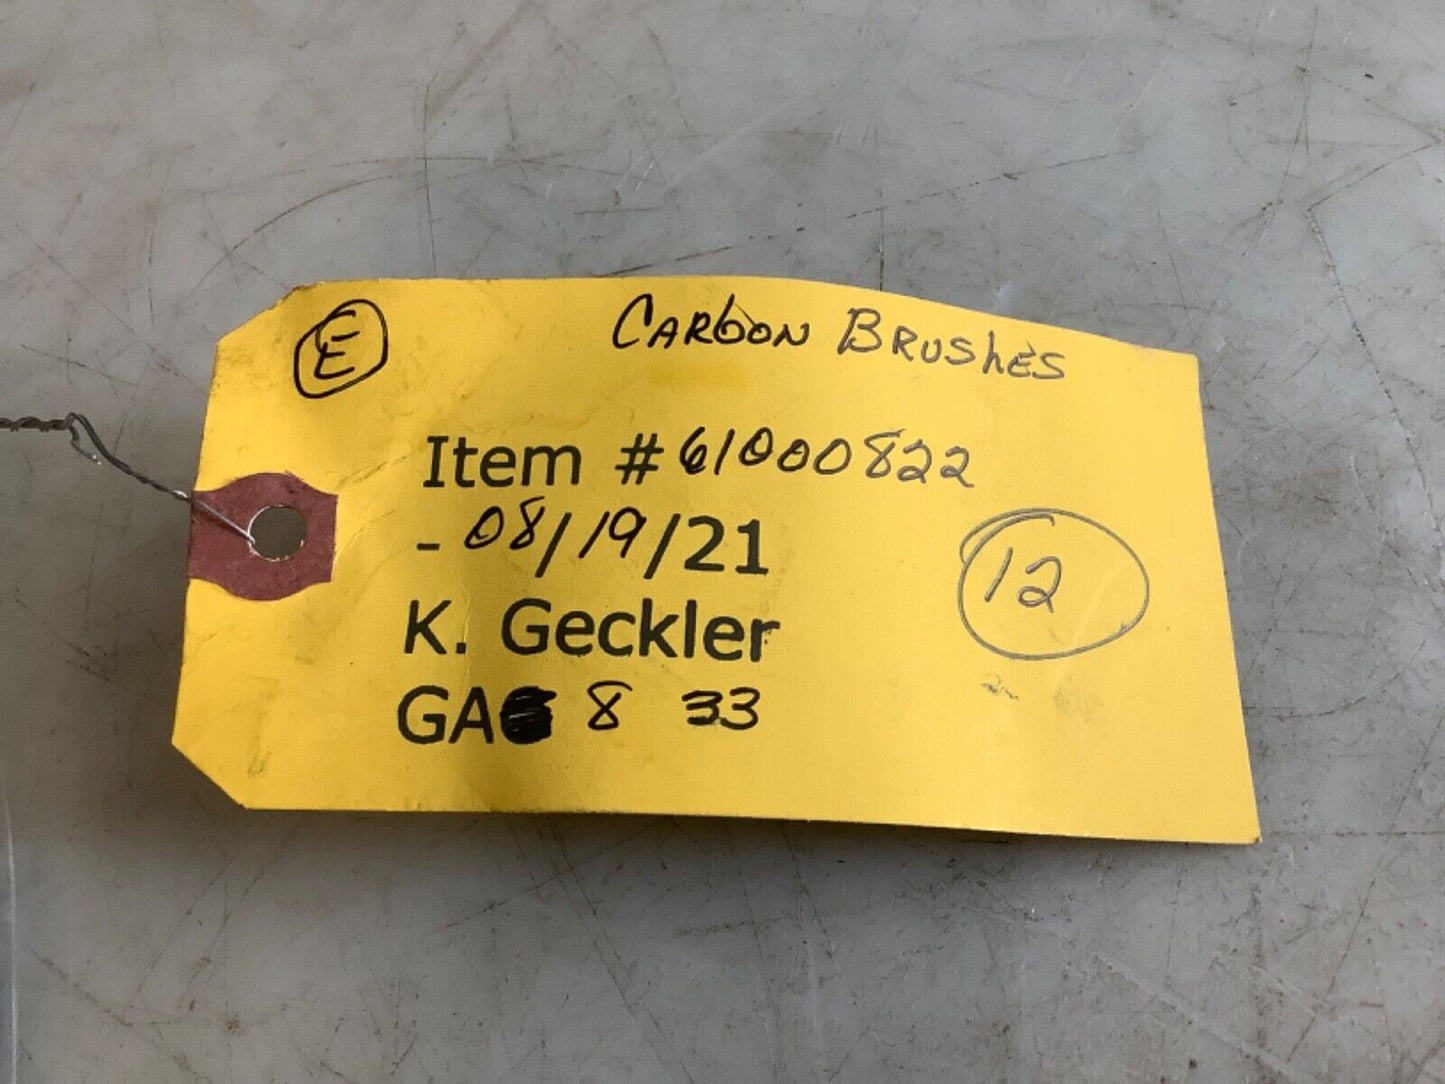 E
CARbON BRUShES
Item #61000822
- 08/19/21
12
K. Geckler
GA 8 33